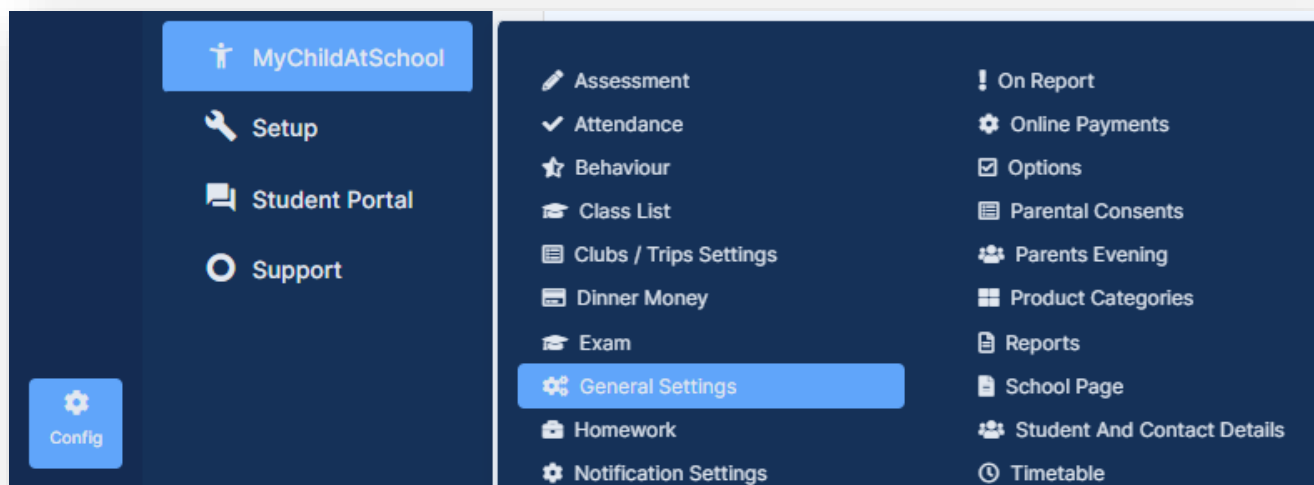 MyChildAtSchool
Setup
Student Portal
Support
Config
Assessment
Attendance
Behaviour
Class List
Clubs / Trips Settings
Dinner Money
Exam
General Settings
Homework
Notification Settings
On Report
Online Payments
Options
Parental Consents
Parents Evening
Product Categories
Reports
School Page
Student And Contact Details
Timetable